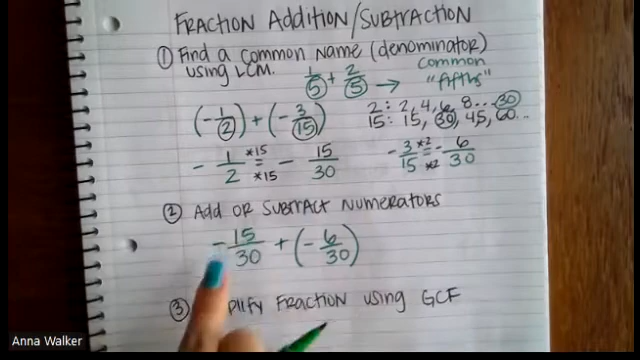 FRACTION ADDITION/SUBTRACTION
① Find a common name (denominator)
using LCM. 1/5 + 2/5 → common "fifths"
(-1/2) + (-3/15) 2: 2, 4, 6, 8... 30
15: 15, 30, 45, 60...
-1/2 *15 = *15 -15/30 -3/15 *2 = *2 -6/30
② Add OR SUBTRACT NUMERATORS
-15/30 + (-6/30)
③ plify FRACTION using GCF
Anna Walker